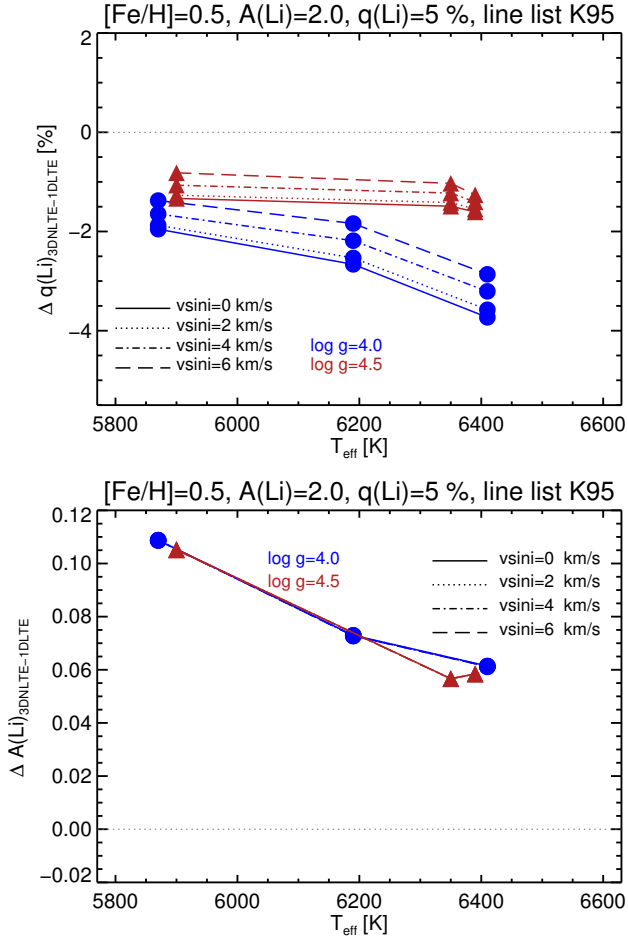 [Fe/H]=0.5, A(Li)=2.0, q(Li)=5 %, line list K95
Δ q(Li)3DNLTE−1DLTE [%]
0
−2
−4
vsini=0 km/s
vsini=2 km/s
vsini=4 km/s
vsini=6 km/s
log g=4.0
log g=4.5
5800 6000 6200 6400 6600
Teff [K]
[Fe/H]=0.5, A(Li)=2.0, q(Li)=5 %, line list K95
Δ A(Li)3DNLTE−1DLTE
0.12
0.10
0.08
0.06
0.04
0.02
0.00
−0.02
log g=4.0
log g=4.5
vsini=0 km/s
vsini=2 km/s
vsini=4 km/s
vsini=6 km/s
5800 6000 6200 6400 6600
Teff [K]